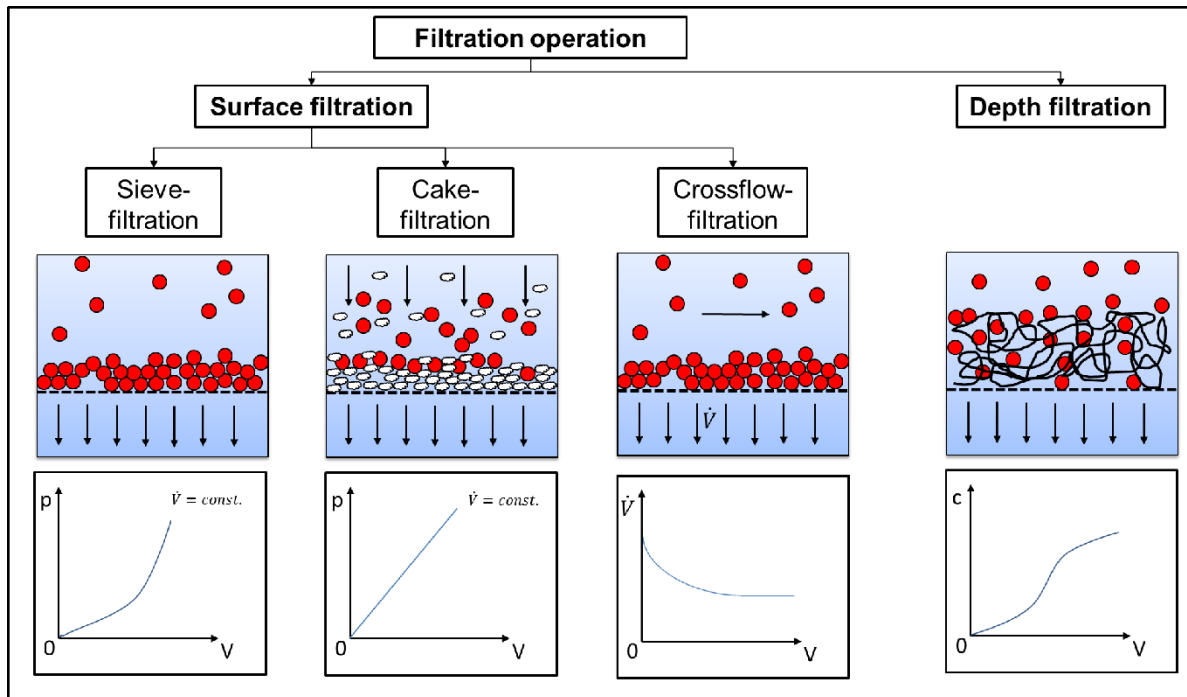 Filtration operation
Surface filtration
Depth filtration
Sieve-
filtration
Cake-
filtration
Crossflow-
filtration
V̇
p
V̇ = const.
0
V
p
V̇ = const.
0
V
V̇
0
V
c
0
V